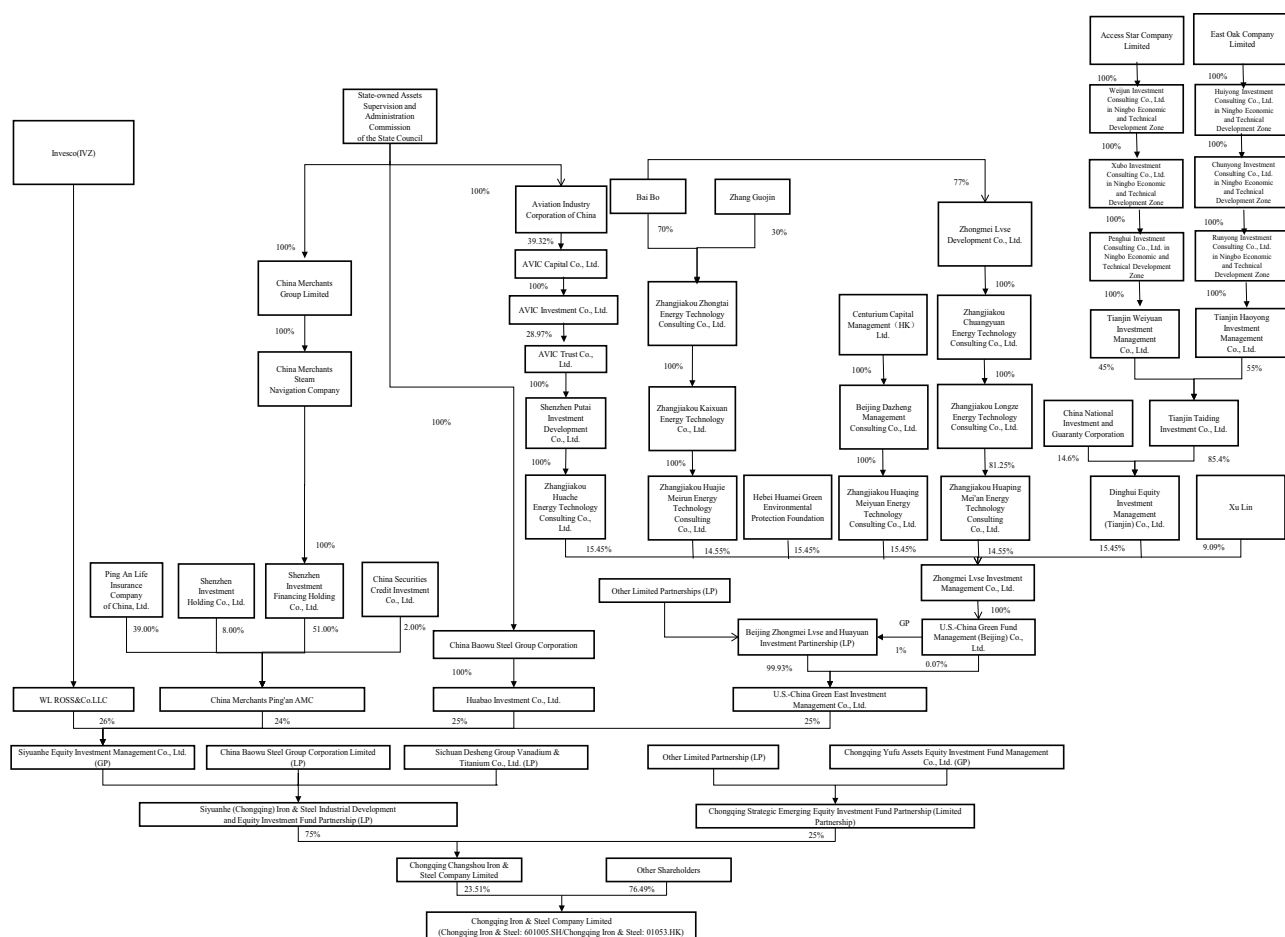 Access Star Company
Limited
East Oak Company
Limited
100%
100%
State-owned Assets
Supervision and
Administration
Commission
of the State Council
Weijun Investment
Consulting Co., Ltd.
in Ningbo Economic
and Technical
Development Zone
Huiyong Investment
Consulting Co., Ltd.
in Ningbo Economic
and Technical
Development Zone
Invesco(IVZ)
100%
100%
100%
100%
Aviation Industry
Corporation of China
Bai Bo
Zhang Guojin
77%
Xubo Investment
Consulting Co., Ltd.
in Ningbo Economic
and Technical
Development Zone
Chunyong Investment
Consulting Co., Ltd.
in Ningbo Economic
and Technical
Development Zone
70%
30%
Zhongmei Lvse
Development Co., Ltd.
100%
100%
100%
39.32%
AVIC Capital Co., Ltd.
Penghui Investment
Consulting Co., Ltd. in
Ningbo Economic and
Technical Development
Zone
Runyong Investment
Consulting Co., Ltd.
in Ningbo Economic
and Technical
Development Zone
China Merchants
Group Limited
100%
100%
100%
100%
AVIC Investment Co., Ltd.
Zhangjiakou Zhongtai
Energy Technology
Consulting Co., Ltd.
Centurium Capital
Management（HK）
Ltd.
Zhangjiakou
Chuangyuan
Energy Technology
Consulting Co., Ltd.
Tianjin Weiyuan
Investment
Management
Co., Ltd.
Tianjin Haoyong
Investment
Management
Co., Ltd.
100%
28.97%
AVIC Trust Co.,
Ltd.
China Merchants
Steam
Navigation Company
100%
100%
100%
100%
45%
55%
100%
Shenzhen Putai
Investment
Development
Co., Ltd.
Zhangjiakou Kaixuan
Energy Technology
Co., Ltd.
Beijing Dazheng
Management
Consulting Co., Ltd.
Zhangjiakou Longze
Energy Technology
Consulting Co., Ltd.
China National
Investment and
Guaranty Corporation
Tianjin Taiding
Investment Co., Ltd.
100%
100%
100%
81.25%
14.6%
85.4%
Zhangjiakou
Huache
Energy Technology
Consulting Co.,
Ltd.
Zhangjiakou Huajie
Meirun Energy
Technology
Consulting
Co., Ltd.
Hebei Huamei Green
Environmental
Protection Foundation
Zhangjiakou Huaqing
Meiyuan Energy
Technology
Consulting Co., Ltd.
Zhangjiakou Huaping
Mei'an Energy
Technology
Consulting
Co., Ltd.
Dinghui Equity
Investment
Management
(Tianjin) Co., Ltd.
Xu Lin
100%
15.45%
14.55%
15.45%
15.45%
14.55%
15.45%
9.09%
Ping An Life
Insurance
Company
of China, Ltd.
Shenzhen
Investment
Holding Co., Ltd.
Shenzhen
Investment
Financing Holding
Co., Ltd.
China Securities
Credit Investment
Co., Ltd.
Other Limited Partnerships (LP)
Zhongmei Lvse Investment
Management Co., Ltd.
100%
39.00%
8.00%
51.00%
2.00%
China Baowu Steel Group Corporation
Beijing Zhongmei Lvse and Huayuan
Investment Partnership (LP)
GP
1%
U.S.-China Green Fund
Management (Beijing) Co.,
Ltd.
100%
99.93%
0.07%
WL ROSS&Co.LLC
China Merchants Ping'an AMC
Huabao Investment Co., Ltd.
U.S.-China Green East Investment
Management Co., Ltd.
26%
24%
25%
25%
Siyuanhe Equity Investment Management Co., Ltd.
(GP)
China Baowu Steel Group Corporation Limited
(LP)
Sichuan Desheng Group Vanadium &
Titanium Co., Ltd. (LP)
Other Limited Partnership (LP)
Chongqing Yufu Assets Equity Investment Fund Management
Co., Ltd. (GP)
Siyuanhe (Chongqing) Iron & Steel Industrial Development
and Equity Investment Fund Partnership (LP)
Chongqing Strategic Emerging Equity Investment Fund Partnership (Limited
Partnership)
75%
25%
Chongqing Changshou Iron &
Steel Company Limited
Other Shareholders
23.51%
76.49%
Chongqing Iron & Steel Company Limited
(Chongqing Iron & Steel: 601005.SH/Chongqing Iron & Steel: 01053.HK)